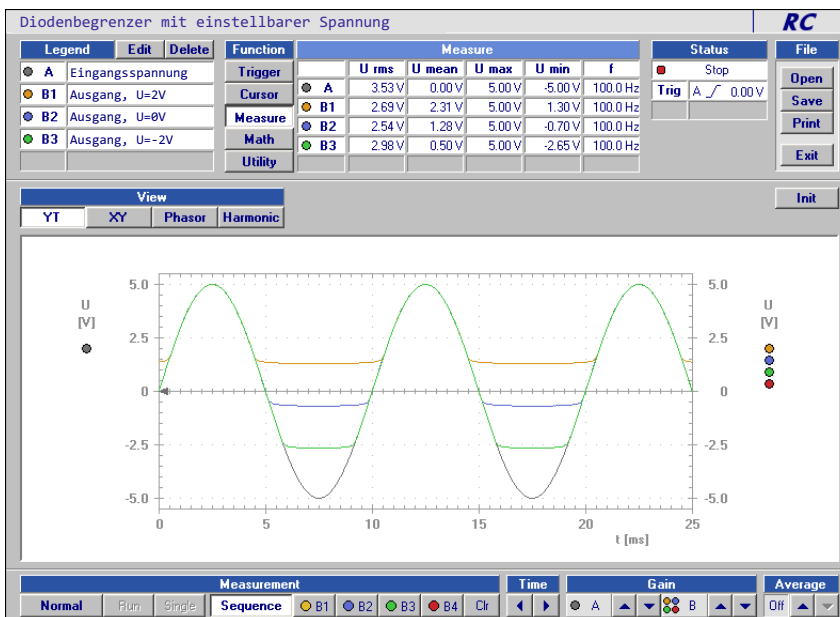 Diodenbegrenzer mit einstellbarer Spannung RC
Legend Edit Delete Function Measure Status File
A Eingangsspannung Trigger U rms U mean U max U min f Stop Open
B1 Ausgang, U=2V Cursor A 3.53 V 0.00 V 5.00 V -5.00 V 100.0 Hz Trig A 0.00 V Save
B2 Ausgang, U=0V Measure B1 2.69 V 2.31 V 5.00 V 1.30 V 100.0 Hz Print
B3 Ausgang, U=-2V Math B2 2.54 V 1.28 V 5.00 V -0.70 V 100.0 Hz
Utility B3 2.98 V 0.50 V 5.00 V -2.65 V 100.0 Hz Exit
View Init
YT XY Phasor Harmonic
5.0 5.0
U U
[V] [V]
2.5 2.5
0 0
-2.5 -2.5
-5.0 -5.0
0 5 10 15 20 25
t [ms]
Measurement Time Gain Average
Normal Run Single Sequence B1 B2 B3 B4 Clr A B Off